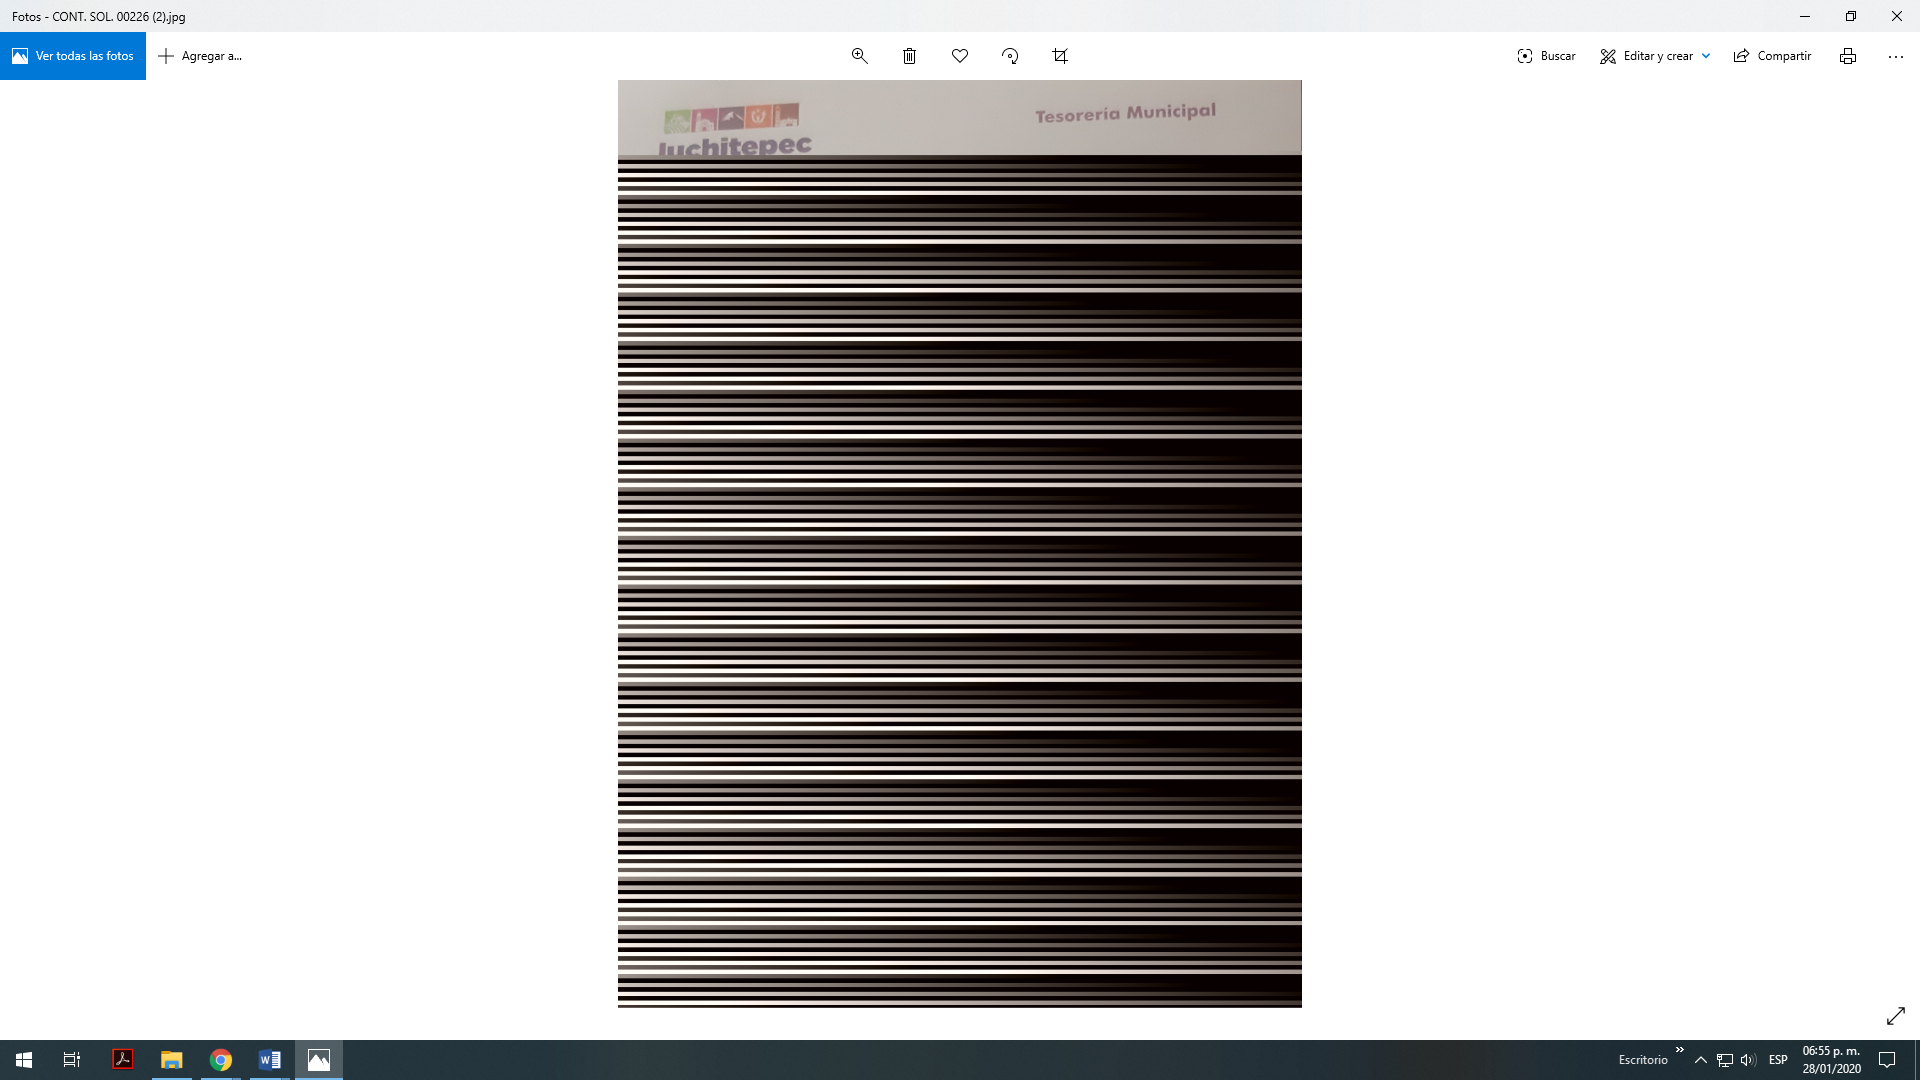 Fotos - CONT. SOL. 00226 (2).jpg
Ver todas las fotos
Agregar a...
Buscar
Editar y crear
Compartir
Tesorería Municipal
Juchitepec
Escritorio
ESP
06:55 p. m.
28/01/2020